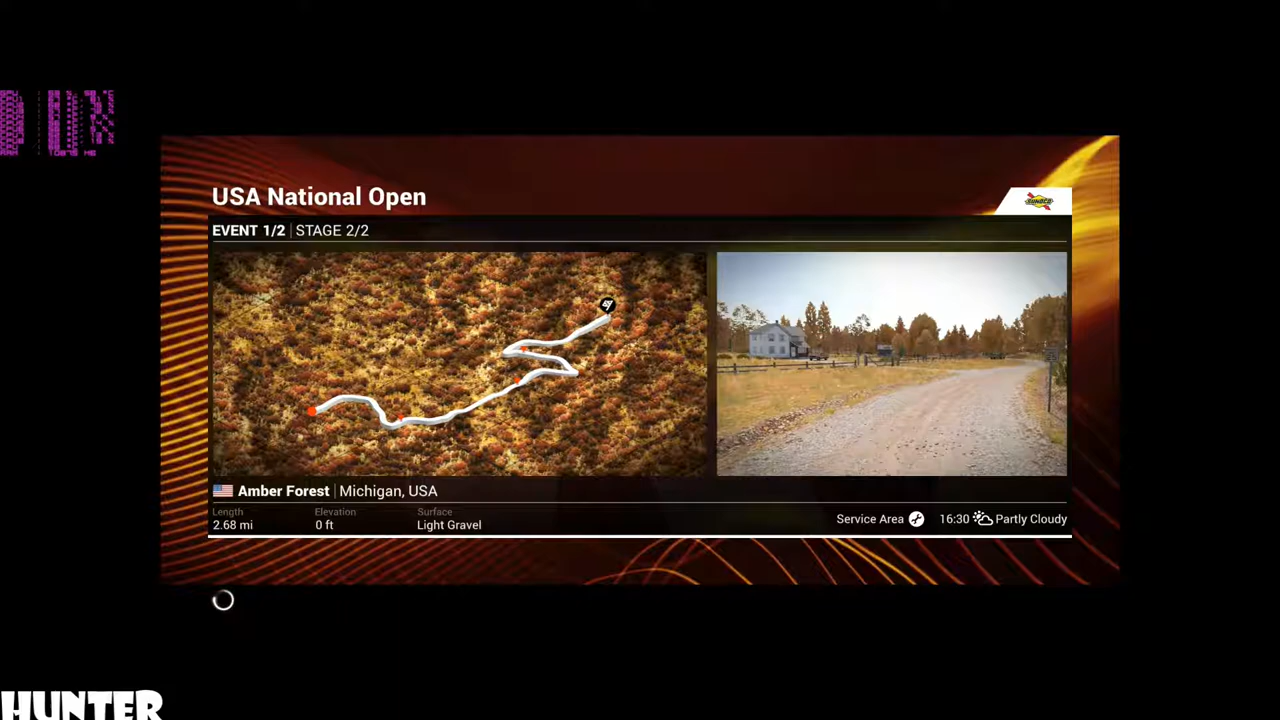 USA National Open
SUNOCO
EVENT 1/2 | STAGE 2/2
Amber Forest | Michigan, USA
Length
2.68 mi
Elevation
0 ft
Surface
Light Gravel
Service Area
16:30 Partly Cloudy
HUNTER